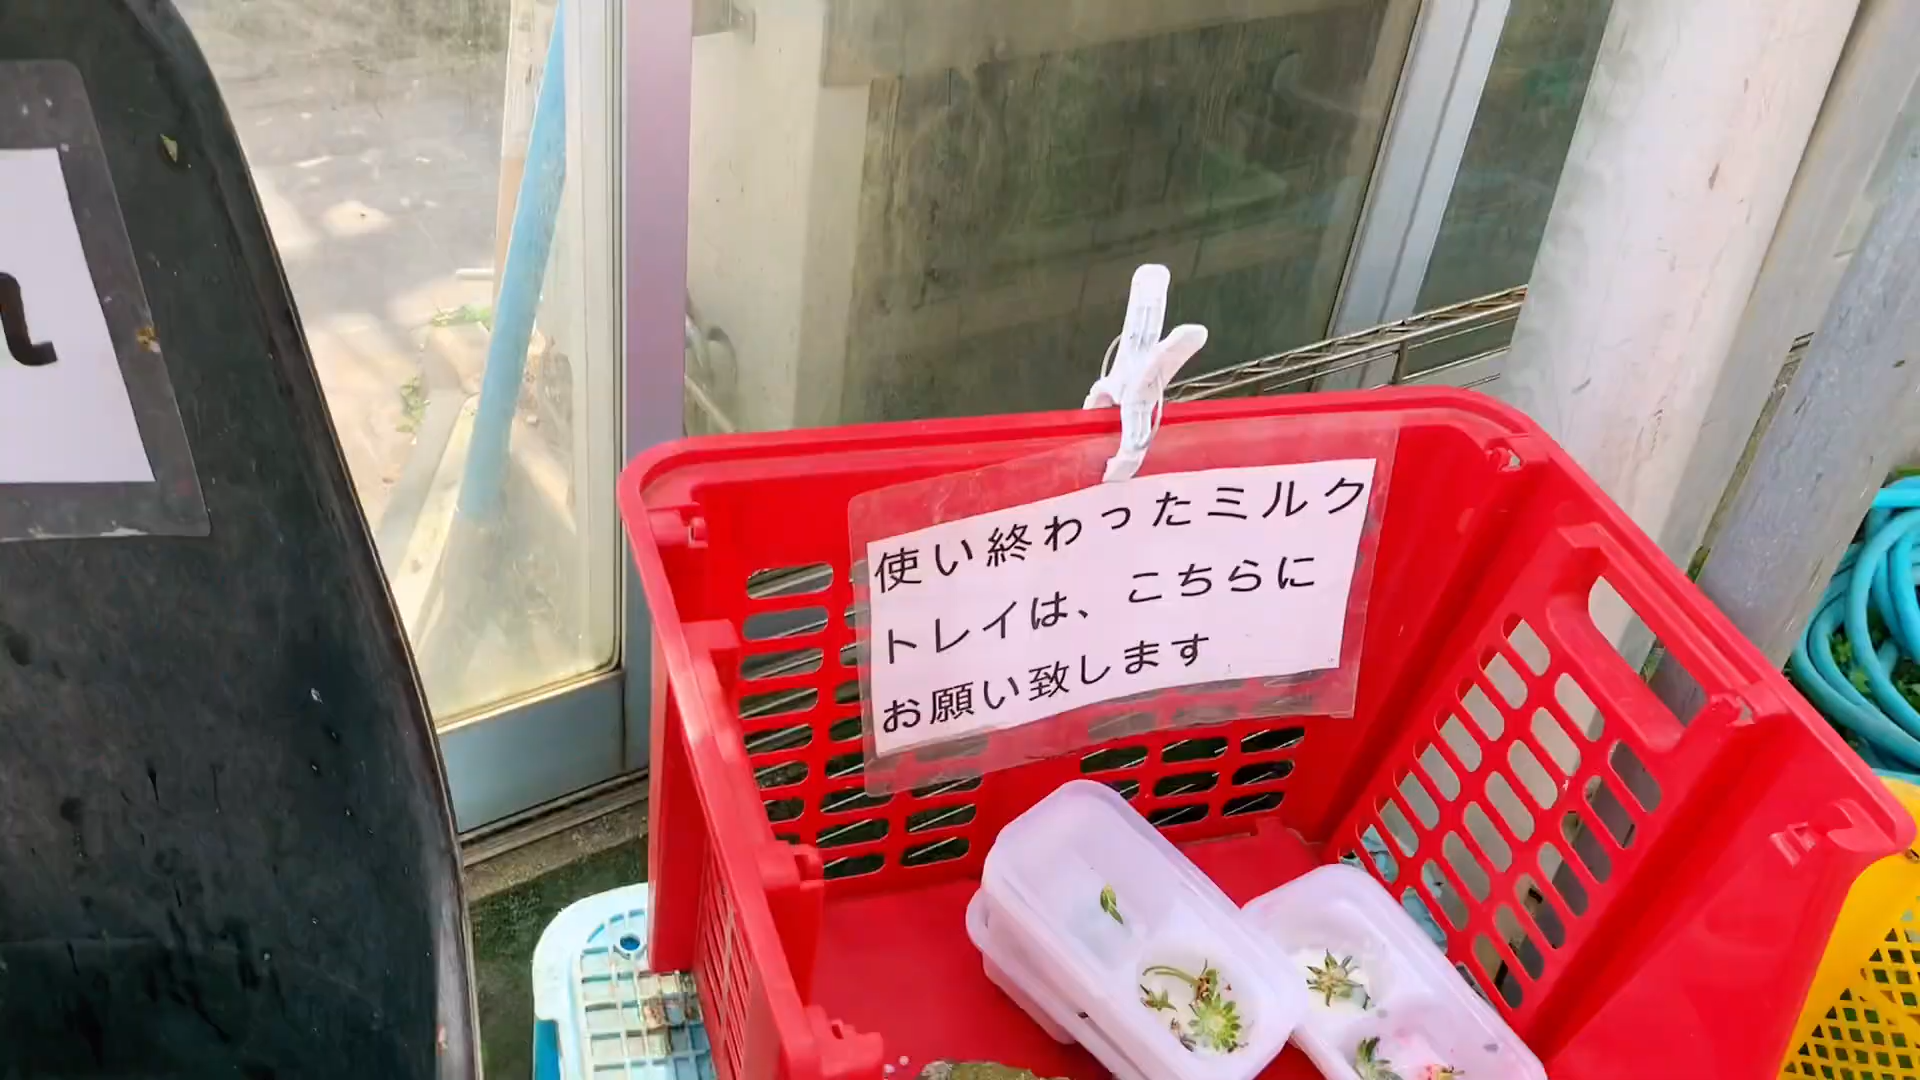 使い終わったミルク
トレイは、こちらに
お願い致します